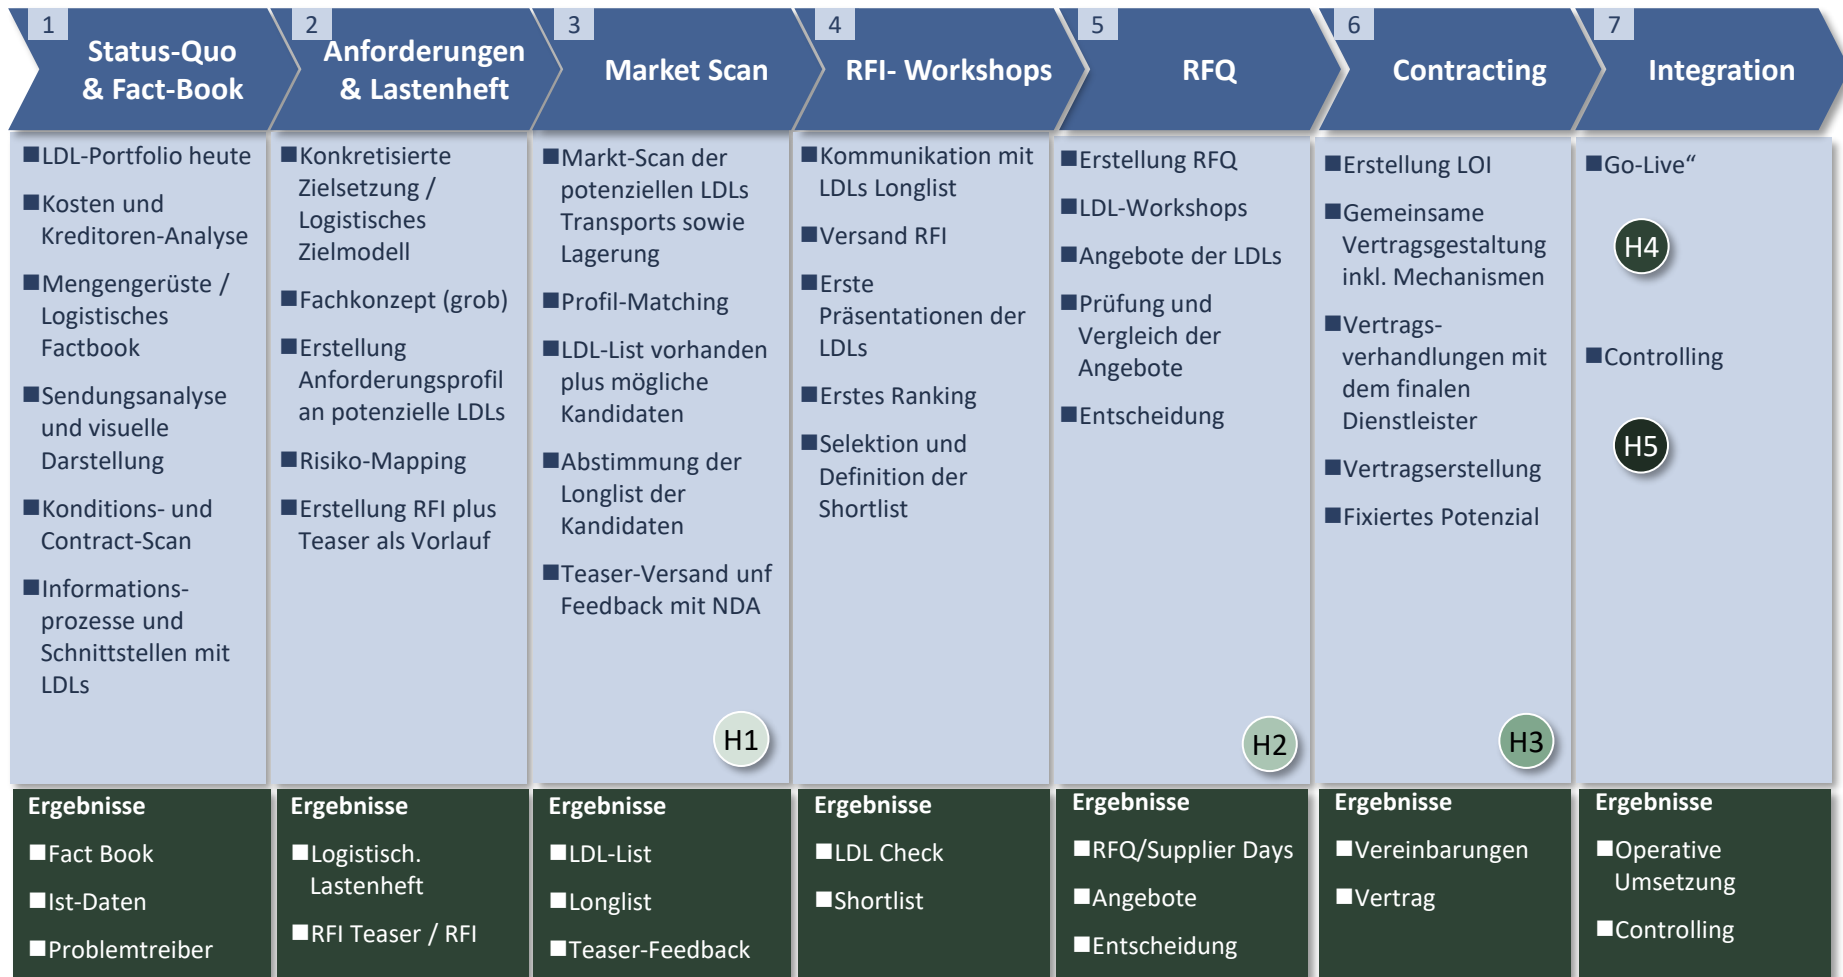 1
Status-Quo
& Fact-Book
2
Anforderungen
& Lastenheft
3
Market Scan
4
RFI- Workshops
5
RFQ
6
Contracting
7
Integration
■LDL-Portfolio heute
■Kosten und
Kreditoren-Analyse
■Mengengerüste /
Logistisches
Factbook
■Sendungsanalyse
und visuelle
Darstellung
■Konditions- und
Contract-Scan
■Informations-
prozesse und
Schnittstellen mit
LDLs
■Konkretisierte
Zielsetzung /
Logistisches
Zielmodell
■Fachkonzept (grob)
■Erstellung
Anforderungsprofil
an potenzielle LDLs
■Risiko-Mapping
■Erstellung RFI plus
Teaser als Vorlauf
■Markt-Scan der
potenziellen LDLs
Transports sowie
Lagerung
■Profil-Matching
■LDL-List vorhanden
plus mögliche
Kandidaten
■Abstimmung der
Longlist der
Kandidaten
■Teaser-Versand unf
Feedback mit NDA
H1
■Kommunikation mit
LDLs Longlist
■Versand RFI
■Erste
Präsentationen der
LDLs
■Erstes Ranking
■Selektion und
Definition der
Shortlist
■Erstellung RFQ
■LDL-Workshops
■Angebote der LDLs
■Prüfung und
Vergleich der
Angebote
■Entscheidung
H2
■Erstellung LOI
■Gemeinsame
Vertragsgestaltung
inkl. Mechanismen
■Vertrags-
verhandlungen mit
dem finalen
Dienstleister
■Vertragserstellung
■Fixiertes Potenzial
H3
■Go-Live“
H4
■Controlling
H5
Ergebnisse
■Fact Book
■Ist-Daten
■Problemtreiber
Ergebnisse
■Logistisch.
Lastenheft
■RFI Teaser / RFI
Ergebnisse
■LDL-List
■Longlist
■Teaser-Feedback
Ergebnisse
■LDL Check
■Shortlist
Ergebnisse
■RFQ/Supplier Days
■Angebote
■Entscheidung
Ergebnisse
■Vereinbarungen
■Vertrag
Ergebnisse
■Operative
Umsetzung
■Controlling